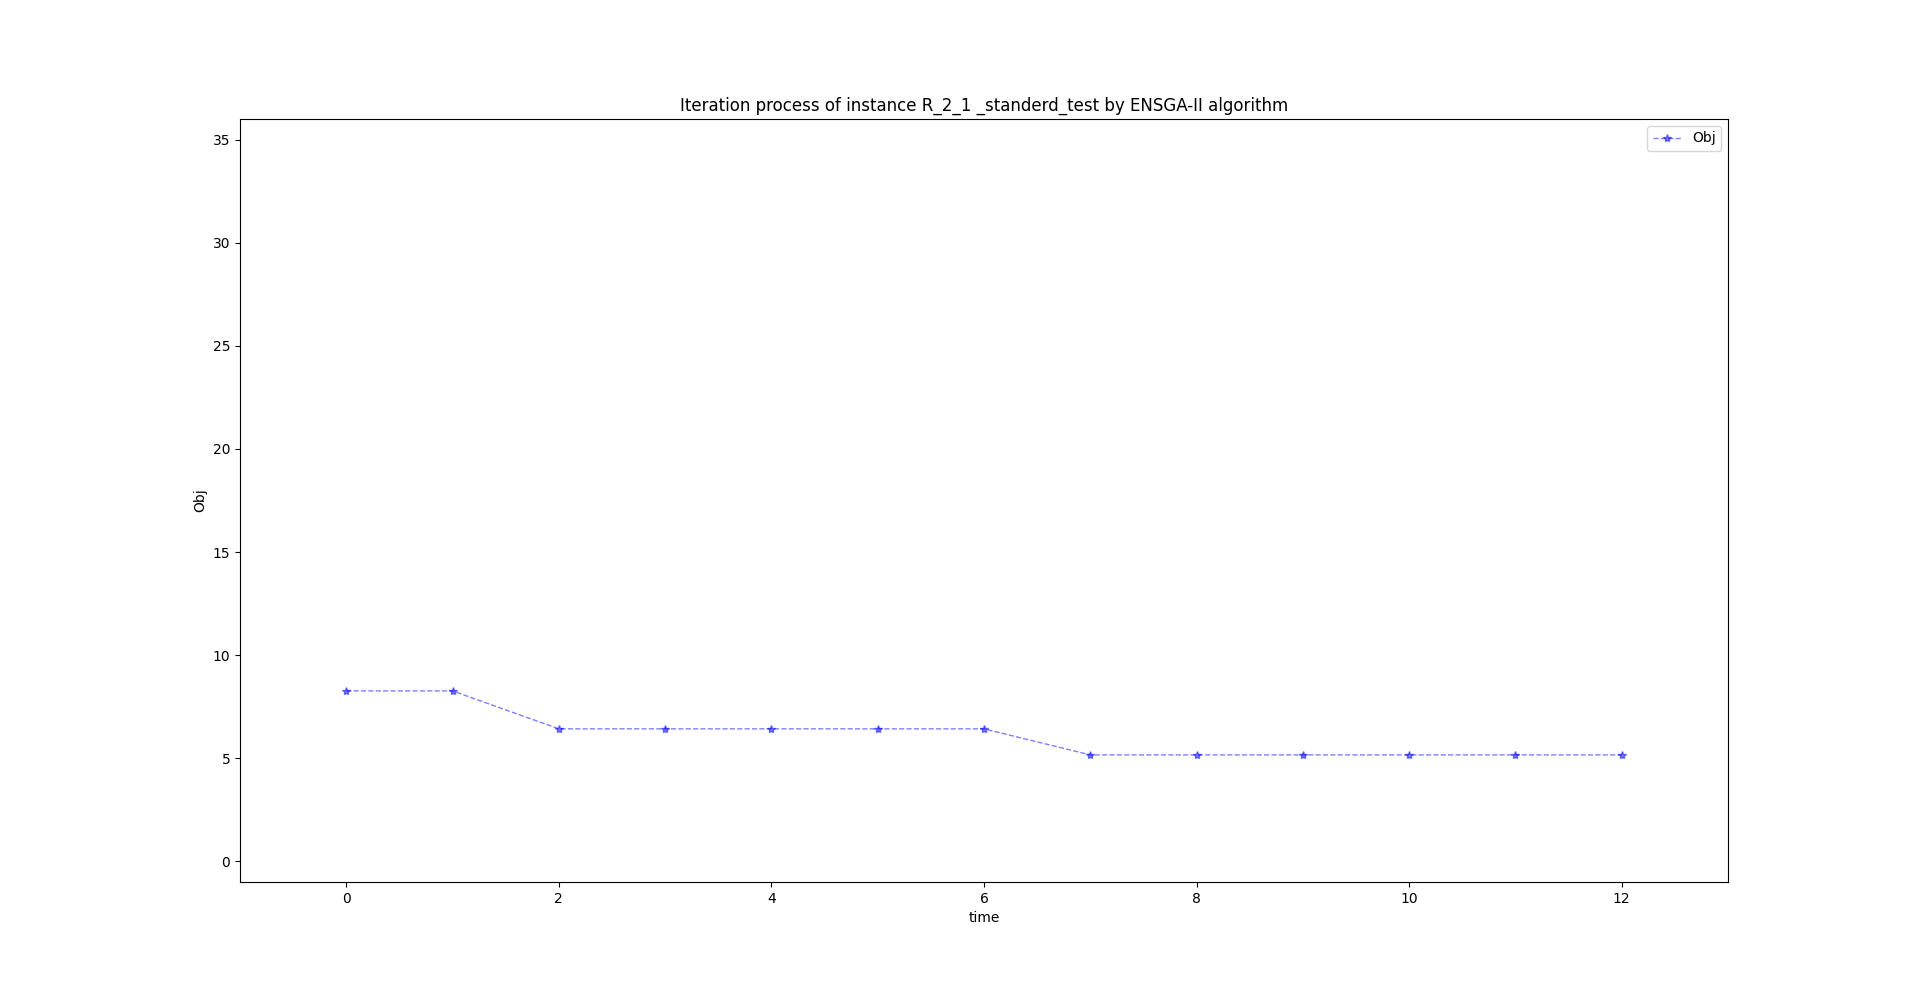 Iteration process of instance R_2_1 _standerd_test by ENSGA-II algorithm
Obj
35
30
25
20
15
10
5
0
Obj
0 2 4 6 8 10 12
time